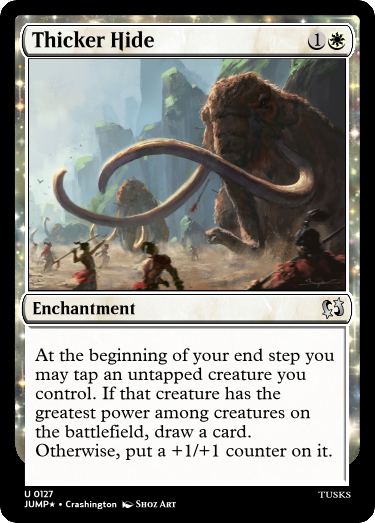 Thicker Hide
1
Enchantment
At the beginning of your end step you
may tap an untapped creature you
control. If that creature has the
greatest power among creatures on
the battlefield, draw a card.
Otherwise, put a +1/+1 counter on it.
U 0127
JUMP★ • Crashington Shoz Art
TUSKS